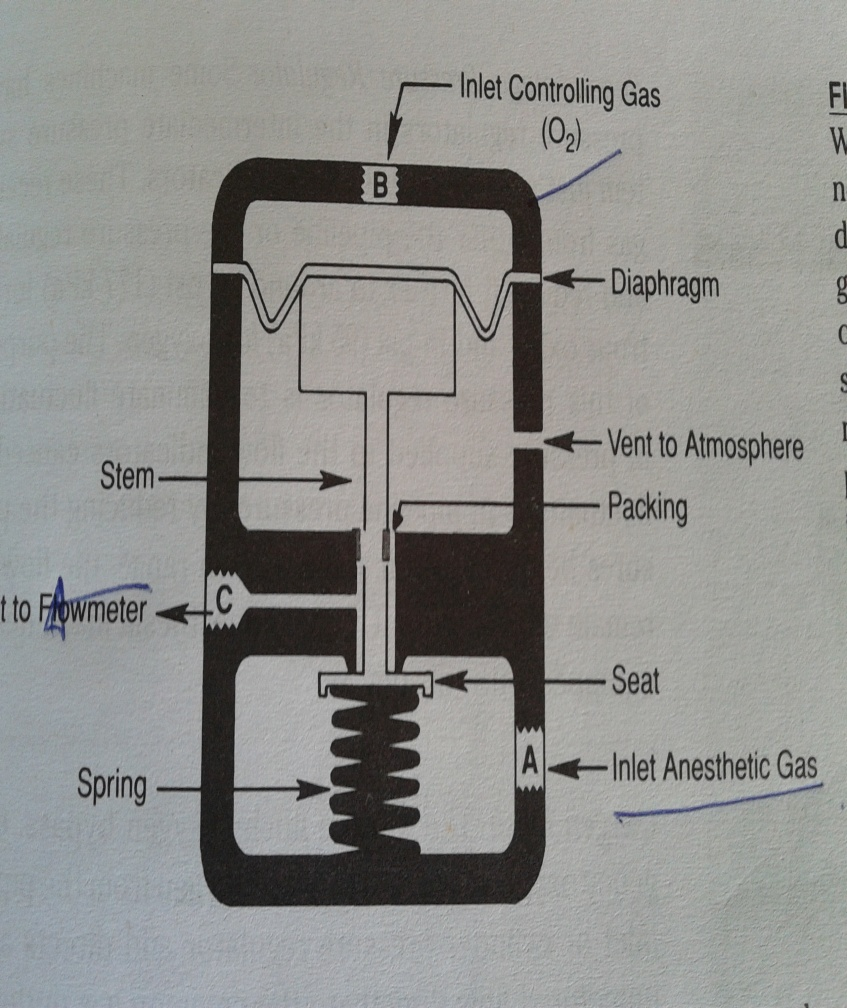 Inlet Controlling Gas
(O₂)
B
Diaphragm
Vent to Atmosphere
Stem
Packing
C
t to Flowmeter
Seat
A
Inlet Anesthetic Gas
Spring